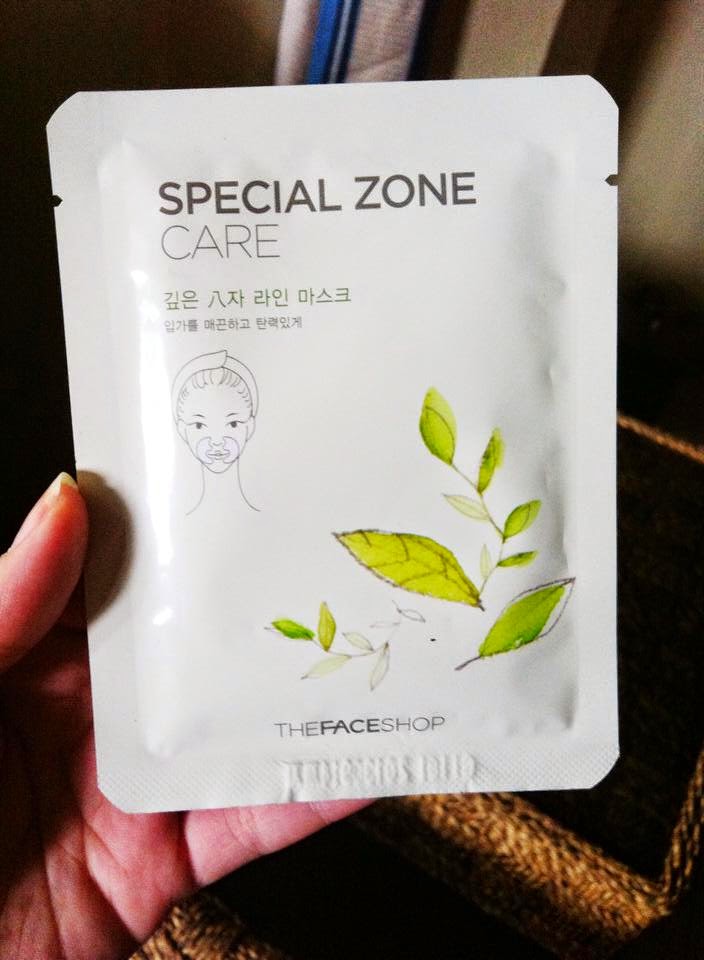 SPECIAL ZONE
CARE
깊은 八자 라인 마스크
입가를 매끈하고 탄력있게
THEFACESHOP